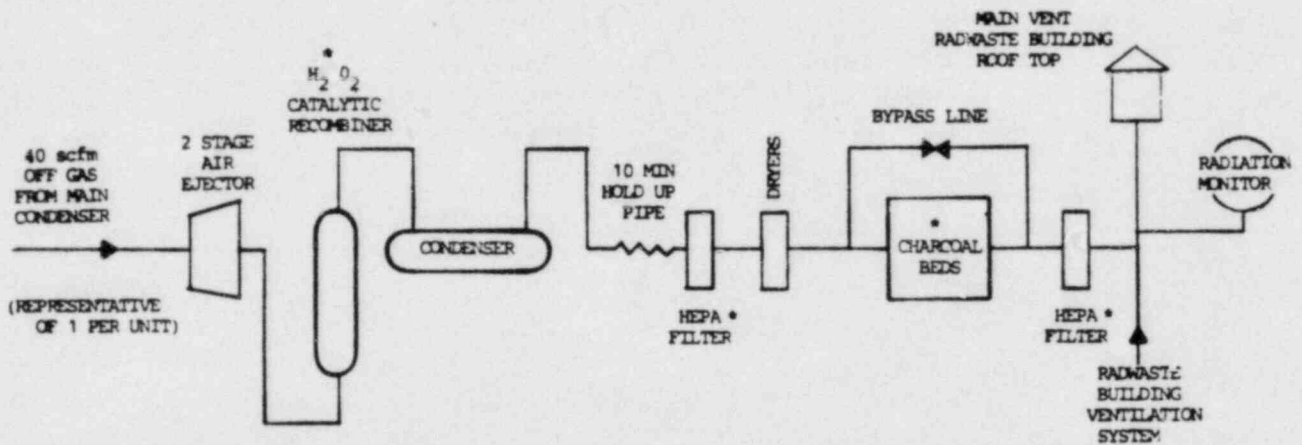 40 scfm
OFF GAS
FROM MAIN
CONDENSER
(REPRESENTATIVE
OF 1 PER UNIT)
2 STAGE
AIR
EJECTOR
*
H2 O2
CATALYTIC
RECOMBINER
CONDENSER
10 MIN
HOLD UP
PIPE
HEPA *
FILTER
DRYERS
BYPASS LINE
*
CHARCOAL
BEDS
HEPA *
FILTER
MAIN VENT
RADWASTE BUILDING
ROOF TOP
RADIATION
MONITOR
RADWASTE
BUILDING
VENTILATION
SYSTEM